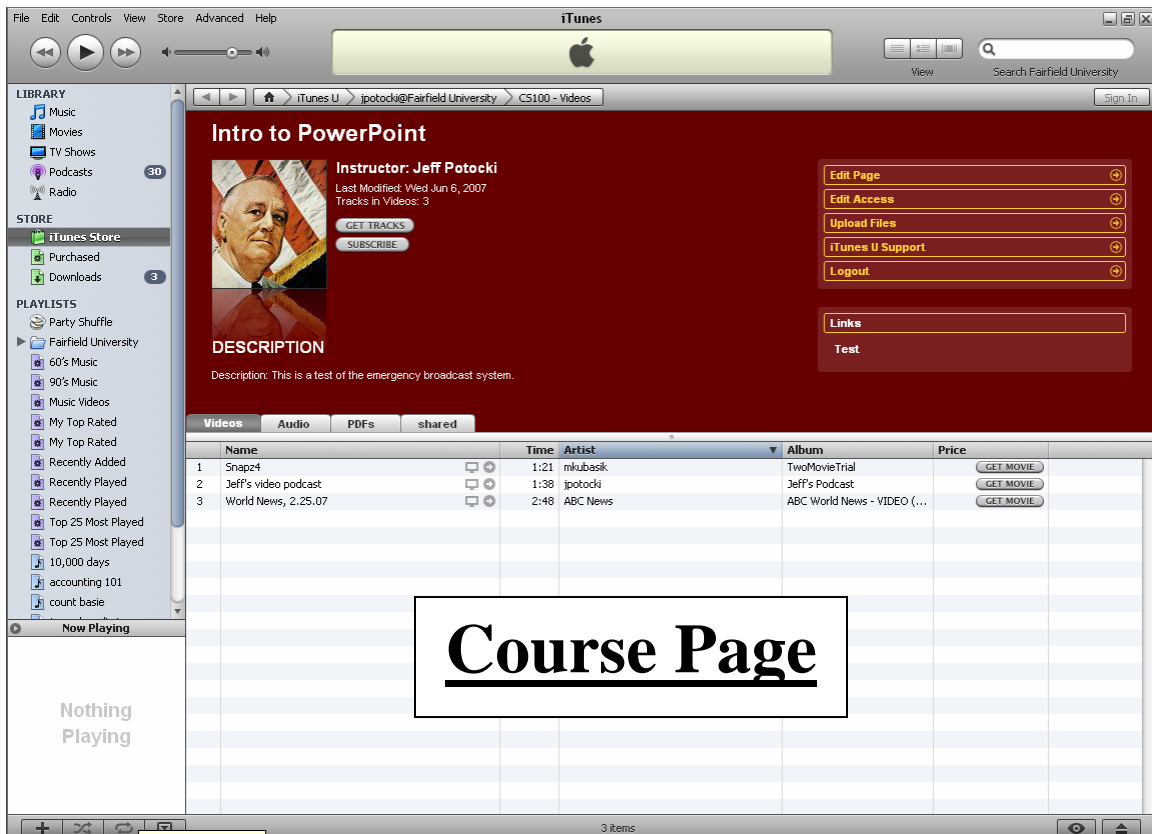 File Edit Controls View Store Advanced Help
iTunes
View
Search Fairfield University
LIBRARY
Music
Movies
TV Shows
Podcasts 30
Radio
STORE
iTunes Store
Purchased
Downloads 3
PLAYLISTS
Party Shuffle
Fairfield University
60's Music
90's Music
Music Videos
My Top Rated
My Top Rated
Recently Added
Recently Played
Recently Played
Top 25 Most Played
Top 25 Most Played
10,000 days
accounting 101
count basie
Now Playing
Nothing
Playing
iTunes U jpotocki@Fairfield University CS100 - Videos Sign In
Intro to PowerPoint
Instructor: Jeff Potocki
Last Modified: Wed Jun 6, 2007
Tracks in Videos: 3
GET TRACKS
SUBSCRIBE
DESCRIPTION
Description: This is a test of the emergency broadcast system.
Edit Page
Edit Access
Upload Files
iTunes U Support
Logout
Links
Test
Videos Audio PDFs shared
Name Time Artist Album Price
1 Snapz4 1:21 mkubasik TwoMovieTrial GET MOVIE
2 Jeff's video podcast 1:38 jpotocki Jeff's Podcast GET MOVIE
3 World News, 2.25.07 2:48 ABC News ABC World News - VIDEO (... GET MOVIE
Course Page
3 items